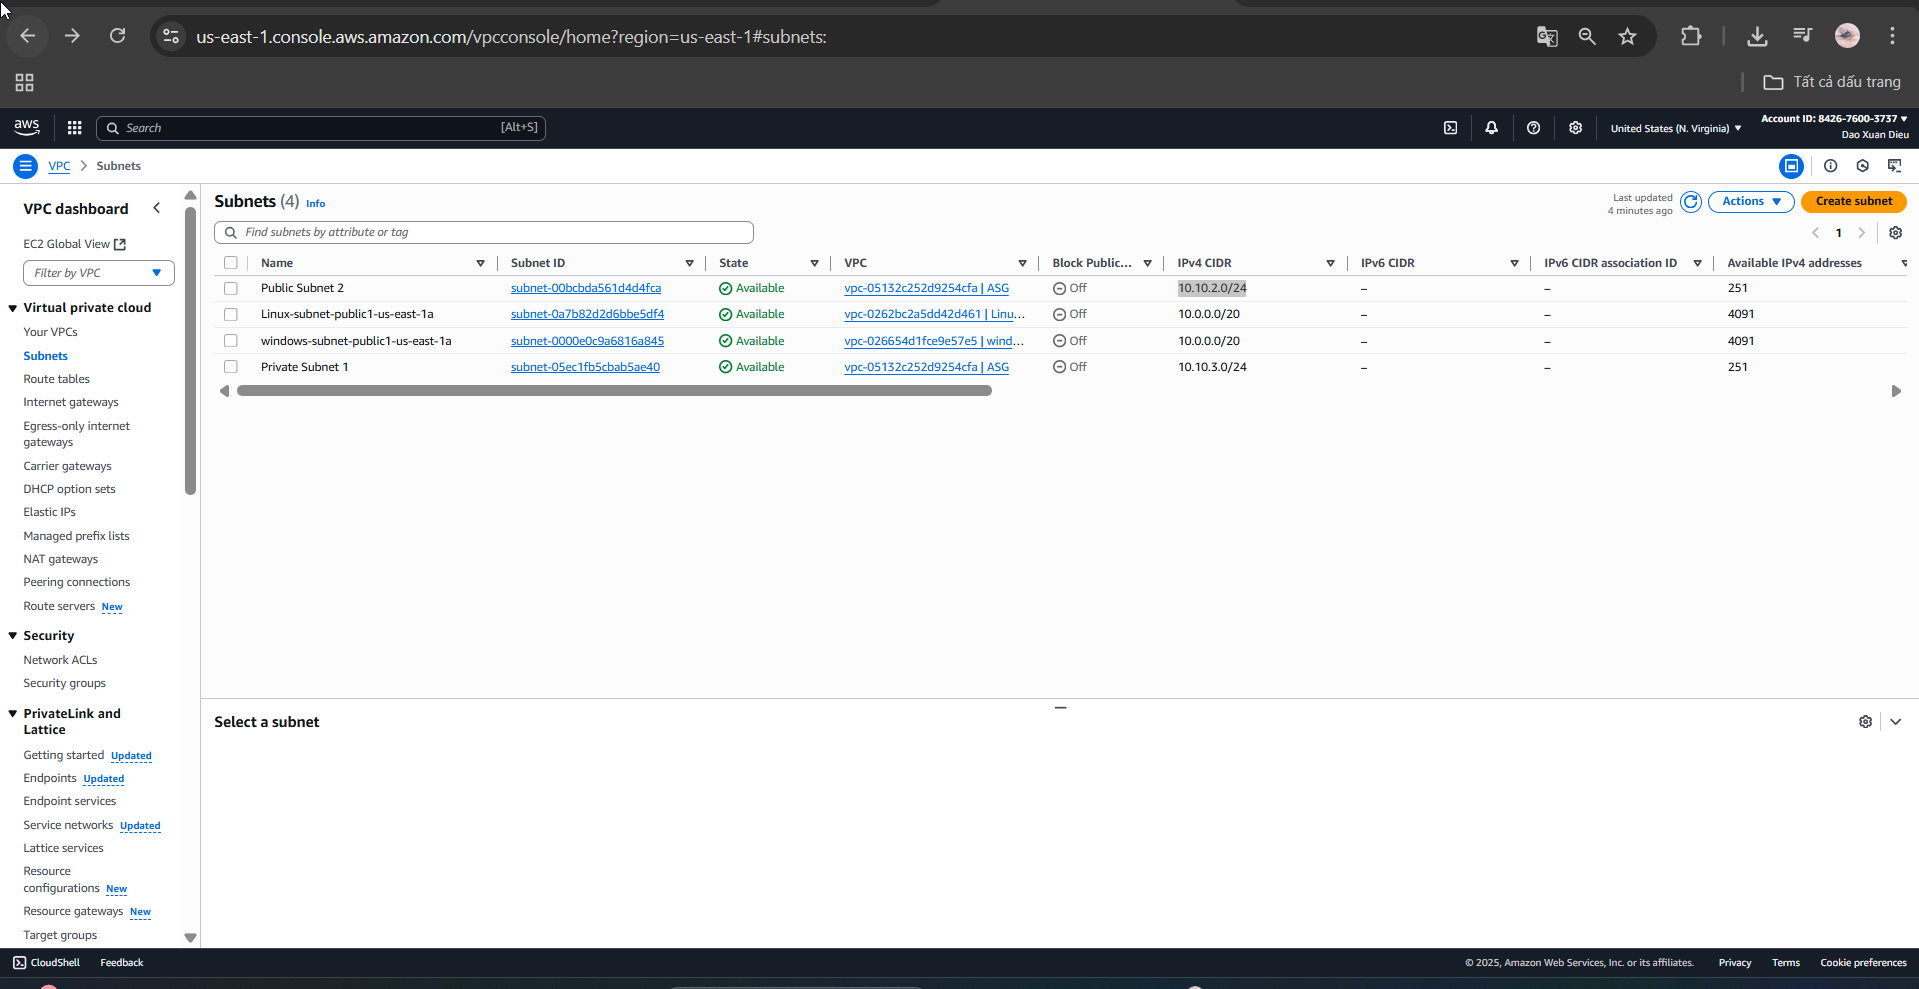 us-east-1.console.aws.amazon.com/vpcconsole/home?region=us-east-1#subnets:
Tất cả dấu trang
aws
Search
[Alt+S]
United States (N. Virginia)
Account ID: 8426-7600-3737
Dao Xuan Dieu
VPC
Subnets
VPC dashboard
EC2 Global View
Filter by VPC
Virtual private cloud
Your VPCs
Subnets
Route tables
Internet gateways
Egress-only internet
gateways
Carrier gateways
DHCP option sets
Elastic IPs
Managed prefix lists
NAT gateways
Peering connections
Route servers New
Security
Network ACLs
Security groups
PrivateLink and
Lattice
Getting started Updated
Endpoints Updated
Endpoint services
Service networks Updated
Lattice services
Resource
configurations New
Resource gateways New
Target groups
Subnets (4) Info
Last updated
4 minutes ago
Actions
Create subnet
Find subnets by attribute or tag
1
Name Subnet ID State VPC Block Public... IPv4 CIDR IPv6 CIDR IPv6 CIDR association ID Available IPv4 addresses
Public Subnet 2 subnet-00bcbda561d4d4fca Available vpc-05132c252d9254cfa | ASG Off 10.10.2.0/24 – – 251
Linux-subnet-public1-us-east-1a subnet-0a7b82d2d6bbe5df4 Available vpc-0262bc2a5dd42d461 | Linu... Off 10.0.0.0/20 – – 4091
windows-subnet-public1-us-east-1a subnet-0000e0c9a6816a845 Available vpc-026654d1fce9e57e5 | wind... Off 10.0.0.0/20 – – 4091
Private Subnet 1 subnet-05ec1fb5cbab5ae40 Available vpc-05132c252d9254cfa | ASG Off 10.10.3.0/24 – – 251
Select a subnet
CloudShell
Feedback
© 2025, Amazon Web Services, Inc. or its affiliates.
Privacy
Terms
Cookie preferences